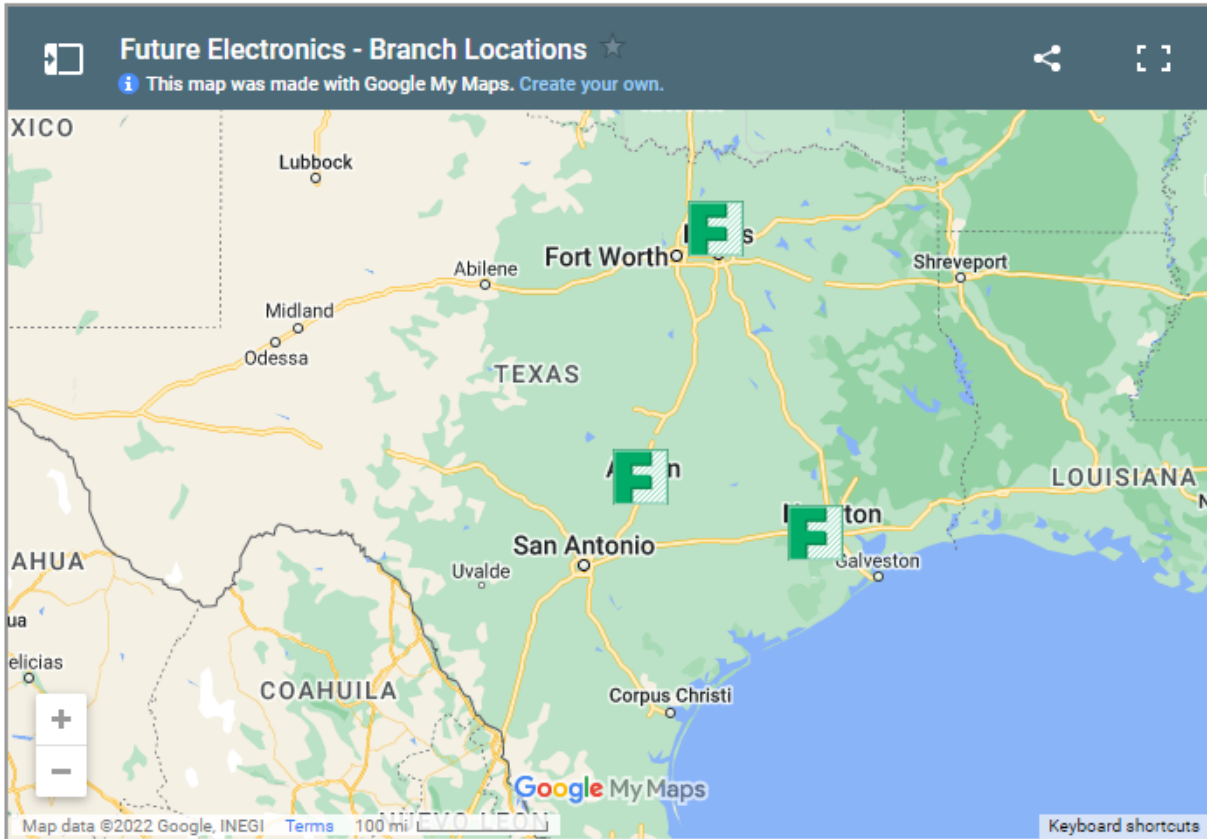 Future Electronics - Branch Locations
This map was made with Google My Maps. Create your own.
XICO
Lubbock
Fort Worth
Shreveport
Abilene
Midland
Odessa
TEXAS
LOUISIANA
San Antonio
Galveston
Uvalde
AHUA
ua
elicias
COAHUILA
Corpus Christi
Google My Maps
NUEVO LEON
Map data ©2022 Google, INEGI Terms 100 mi Keyboard shortcuts